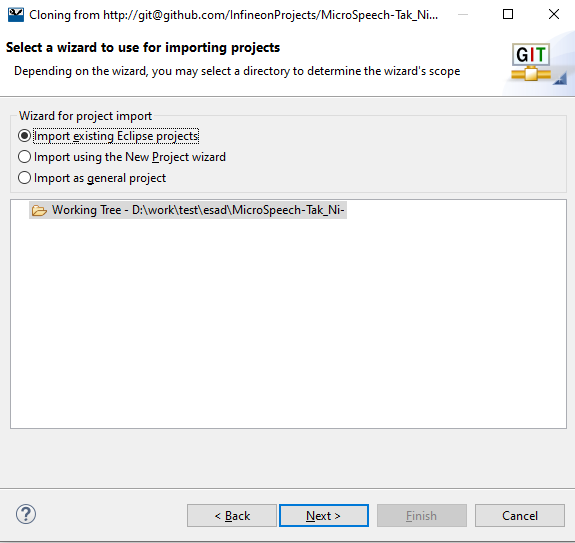 Cloning from http://git@github.com/InfineonProjects/MicroSpeech-Tak_Ni...
Select a wizard to use for importing projects
Depending on the wizard, you may select a directory to determine the wizard's scope
GIT
Wizard for project import
Import existing Eclipse projects
Import using the New Project wizard
Import as general project
Working Tree - D:\work\test\esad\MicroSpeech-Tak_Ni-
?
< Back
Next >
Finish
Cancel